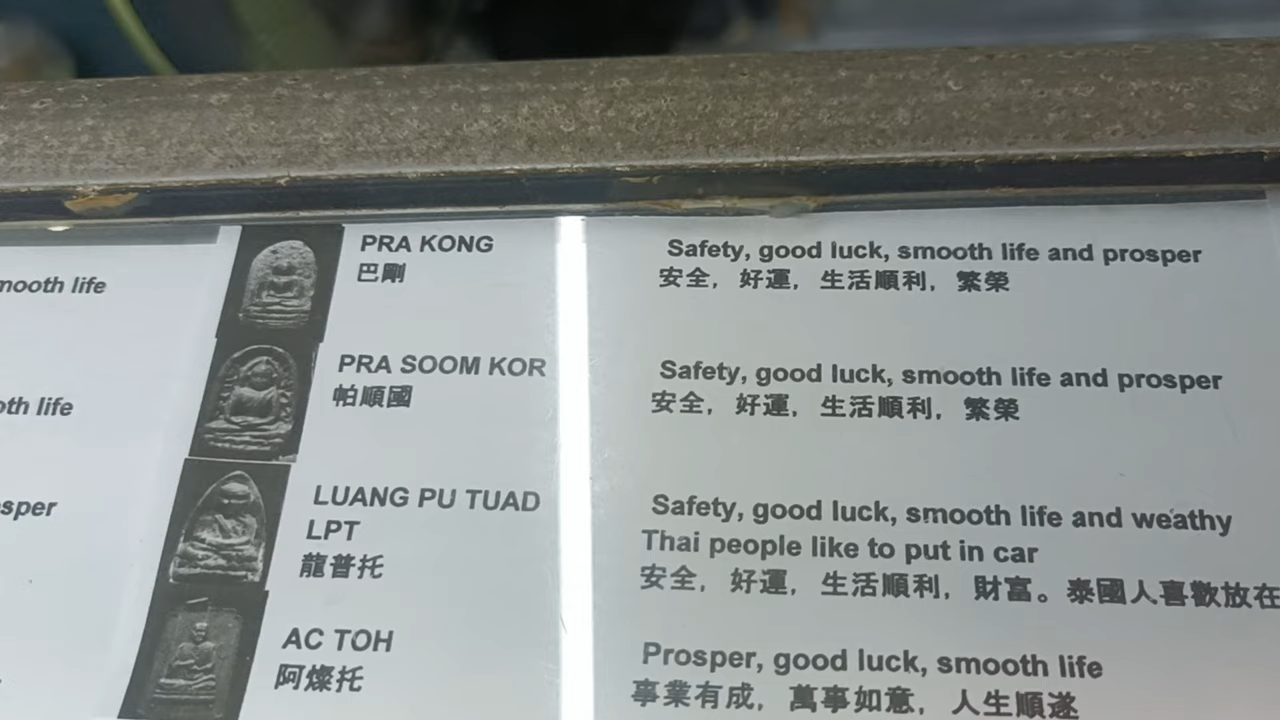 mooth life
oth life
sper
PRA KONG
巴剛
Safety, good luck, smooth life and prosper
安全，好運，生活順利，繁榮
PRA SOOM KOR
帕順國
Safety, good luck, smooth life and prosper
安全，好運，生活順利，繁榮
LUANG PU TUAD
LPT
龍普托
Safety, good luck, smooth life and weathy
Thai people like to put in car
安全，好運，生活順利，財富。泰國人喜歡放在
AC TOH
阿燦托
Prosper, good luck, smooth life
事業有成，萬事如意，人生順遂